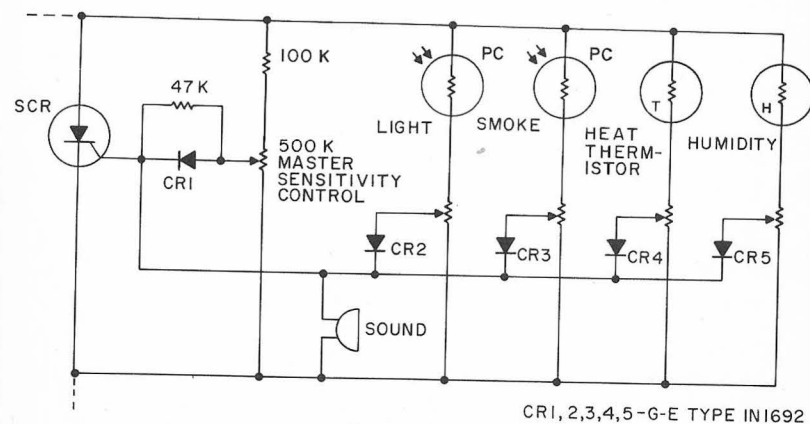 SCR
47 K
CR1
100 K
500 K
MASTER
SENSITIVITY
CONTROL
LIGHT
PC
CR2
SMOKE
PC
CR3
HEAT
THERM-
ISTOR
T
CR4
HUMIDITY
H
CR5
SOUND
CR1, 2,3,4,5-G-E TYPE IN1692